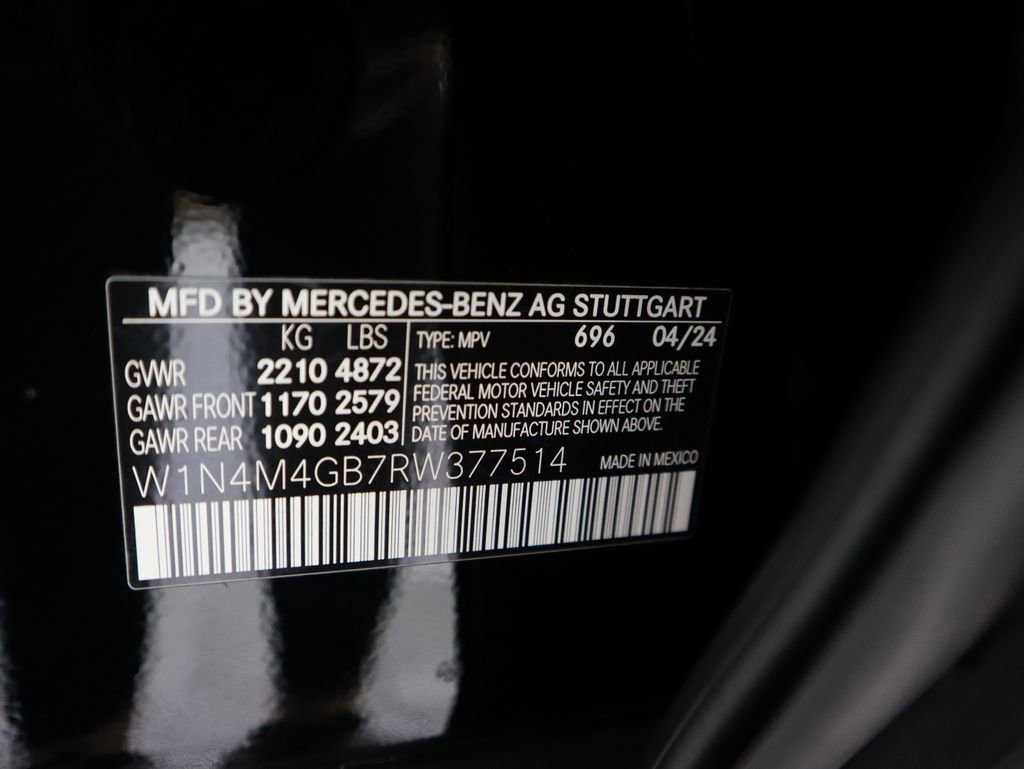 MFD BY MERCEDES-BENZ AG STUTTGART
KG LBS
GVWR 2210 4872
GAWR FRONT 1170 2579
GAWR REAR 1090 2403
TYPE: MPV 696 04/24
THIS VEHICLE CONFORMS TO ALL APPLICABLE
FEDERAL MOTOR VEHICLE SAFETY AND THEFT
PREVENTION STANDARDS IN EFFECT ON THE
DATE OF MANUFACTURE SHOWN ABOVE.
W1N4M4GB7RW377514 MADE IN MEXICO